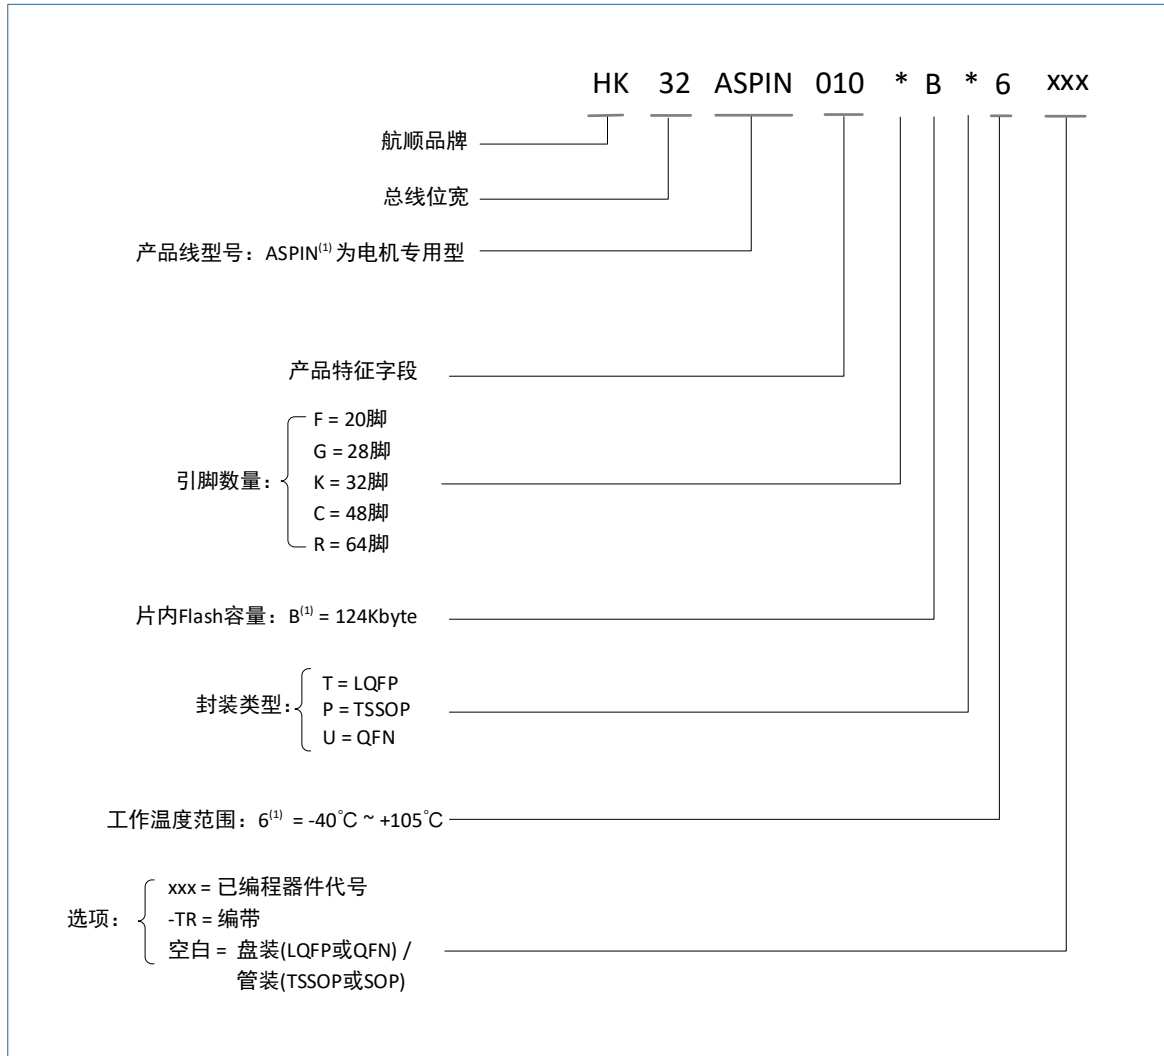 HK 32 ASPIN 010 * B * 6 xxx
航顺品牌
总线位宽
产品线型号：ASPIN(1) 为电机专用型
产品特征字段
F = 20脚
G = 28脚
引脚数量： K = 32脚
C = 48脚
R = 64脚
片内Flash容量：B(1) = 124Kbyte
T = LQFP
封装类型： P = TSSOP
U = QFN
工作温度范围：6(1) = -40℃ ~ +105℃
xxx = 已编程器件代号
选项： -TR = 编带
空白 = 盘装(LQFP或QFN) /
管装(TSSOP或SOP)